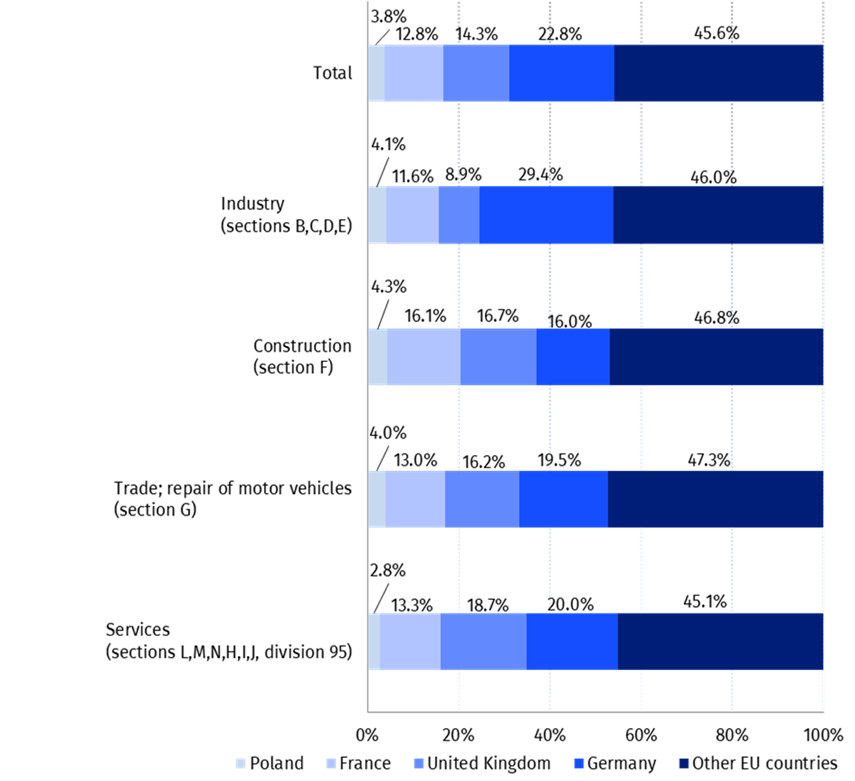 3.8%
12.8% 14.3% 22.8% 45.6%
Total
4.1%
11.6% 8.9% 29.4% 46.0%
Industry
(sections B,C,D,E)
4.3%
16.1% 16.7% 16.0% 46.8%
Construction
(section F)
4.0%
13.0% 16.2% 19.5% 47.3%
Trade; repair of motor vehicles
(section G)
2.8%
13.3% 18.7% 20.0% 45.1%
Services
(sections L,M,N,H,I,J, division 95)
0% 20% 40% 60% 80% 100%
Poland France United Kingdom Germany Other EU countries